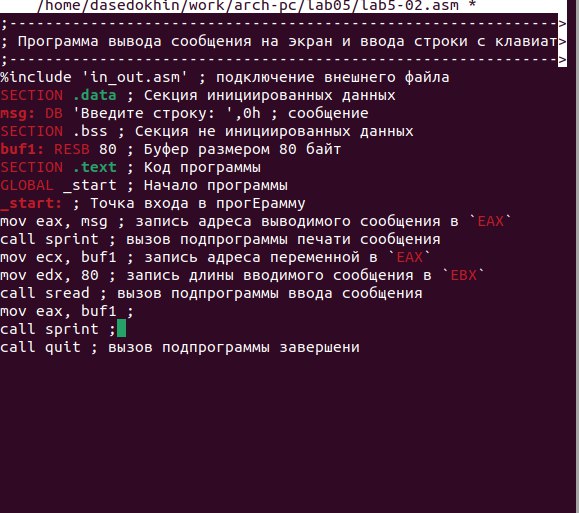 /home/dasedokhin/work/arch-pc/lab05/lab5-02.asm *
;--------------------------------------------------------------->
; Программа вывода сообщения на экран и ввода строки с клавиат>
;--------------------------------------------------------------->
%include 'in_out.asm' ; подключение внешнего файла
SECTION .data ; Секция инициированных данных
msg: DB 'Введите строку: ',0h ; сообщение
SECTION .bss ; Секция не инициированных данных
buf1: RESB 80 ; Буфер размером 80 байт
SECTION .text ; Код программы
GLOBAL _start ; Начало программы
_start: ; Точка входа в прогЕрамму
mov eax, msg ; запись адреса выводимого сообщения в `EAX`
call sprint ; вызов подпрограммы печати сообщения
mov ecx, buf1 ; запись адреса переменной в `EAX`
mov edx, 80 ; запись длины вводимого сообщения в `EBX`
call sread ; вызов подпрограммы ввода сообщения
mov eax, buf1 ;
call sprint ;
call quit ; вызов подпрограммы завершени